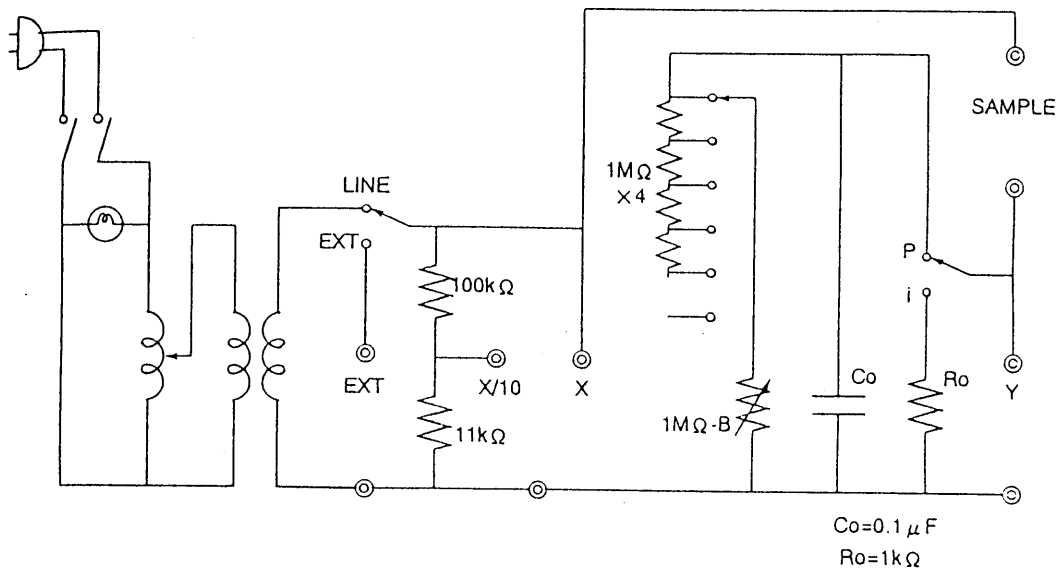 SAMPLE
LINE
1MΩ
×4
EXT
P
100kΩ
i
EXT
X/10
X
Co
Ro
Y
1MΩ-B
11kΩ
Co=0.1μF
Ro=1kΩ